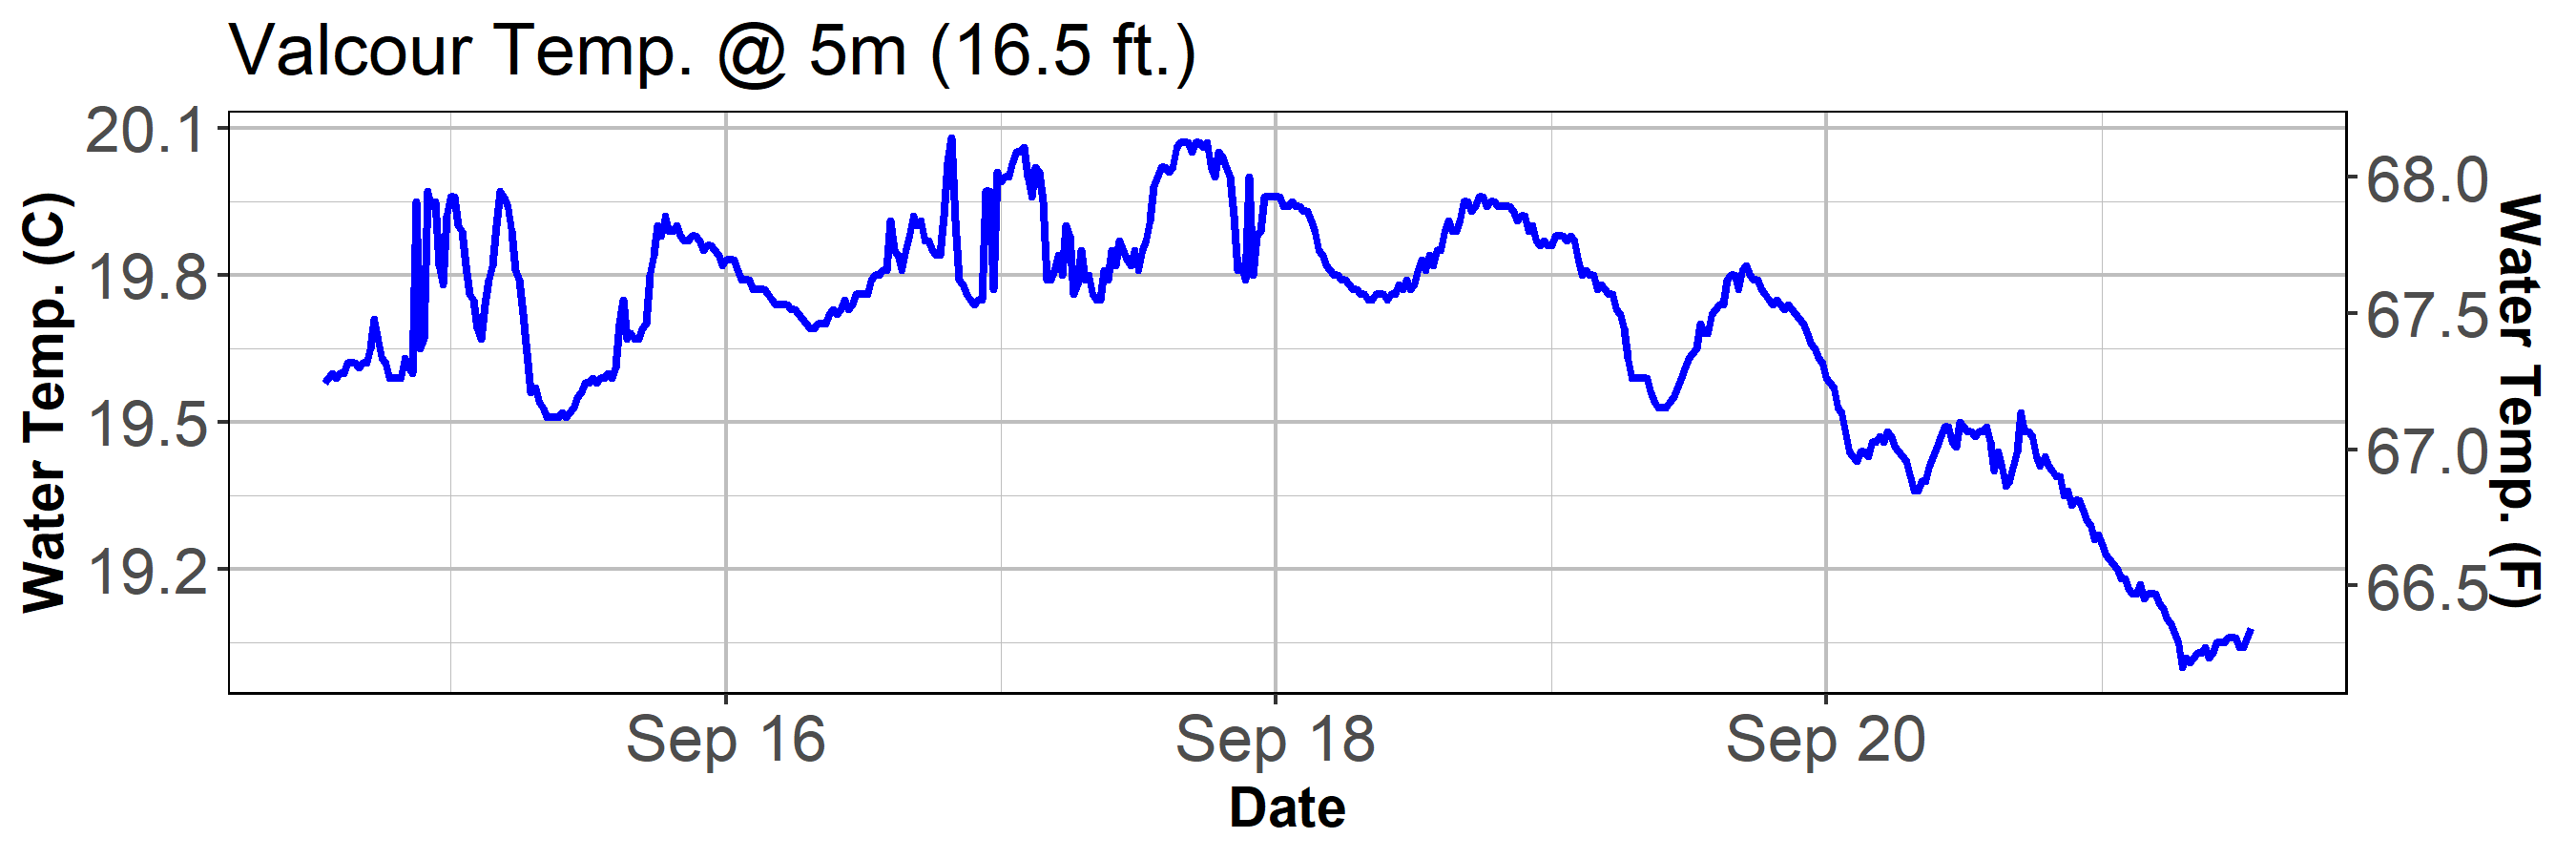 Valcour Temp. @ 5m (16.5 ft.)
Water Temp. (C)
20.1
19.8
19.5
19.2
68.0
67.5
67.0
66.5
Water Temp. (F)
Sep 16
Sep 18
Sep 20
Date